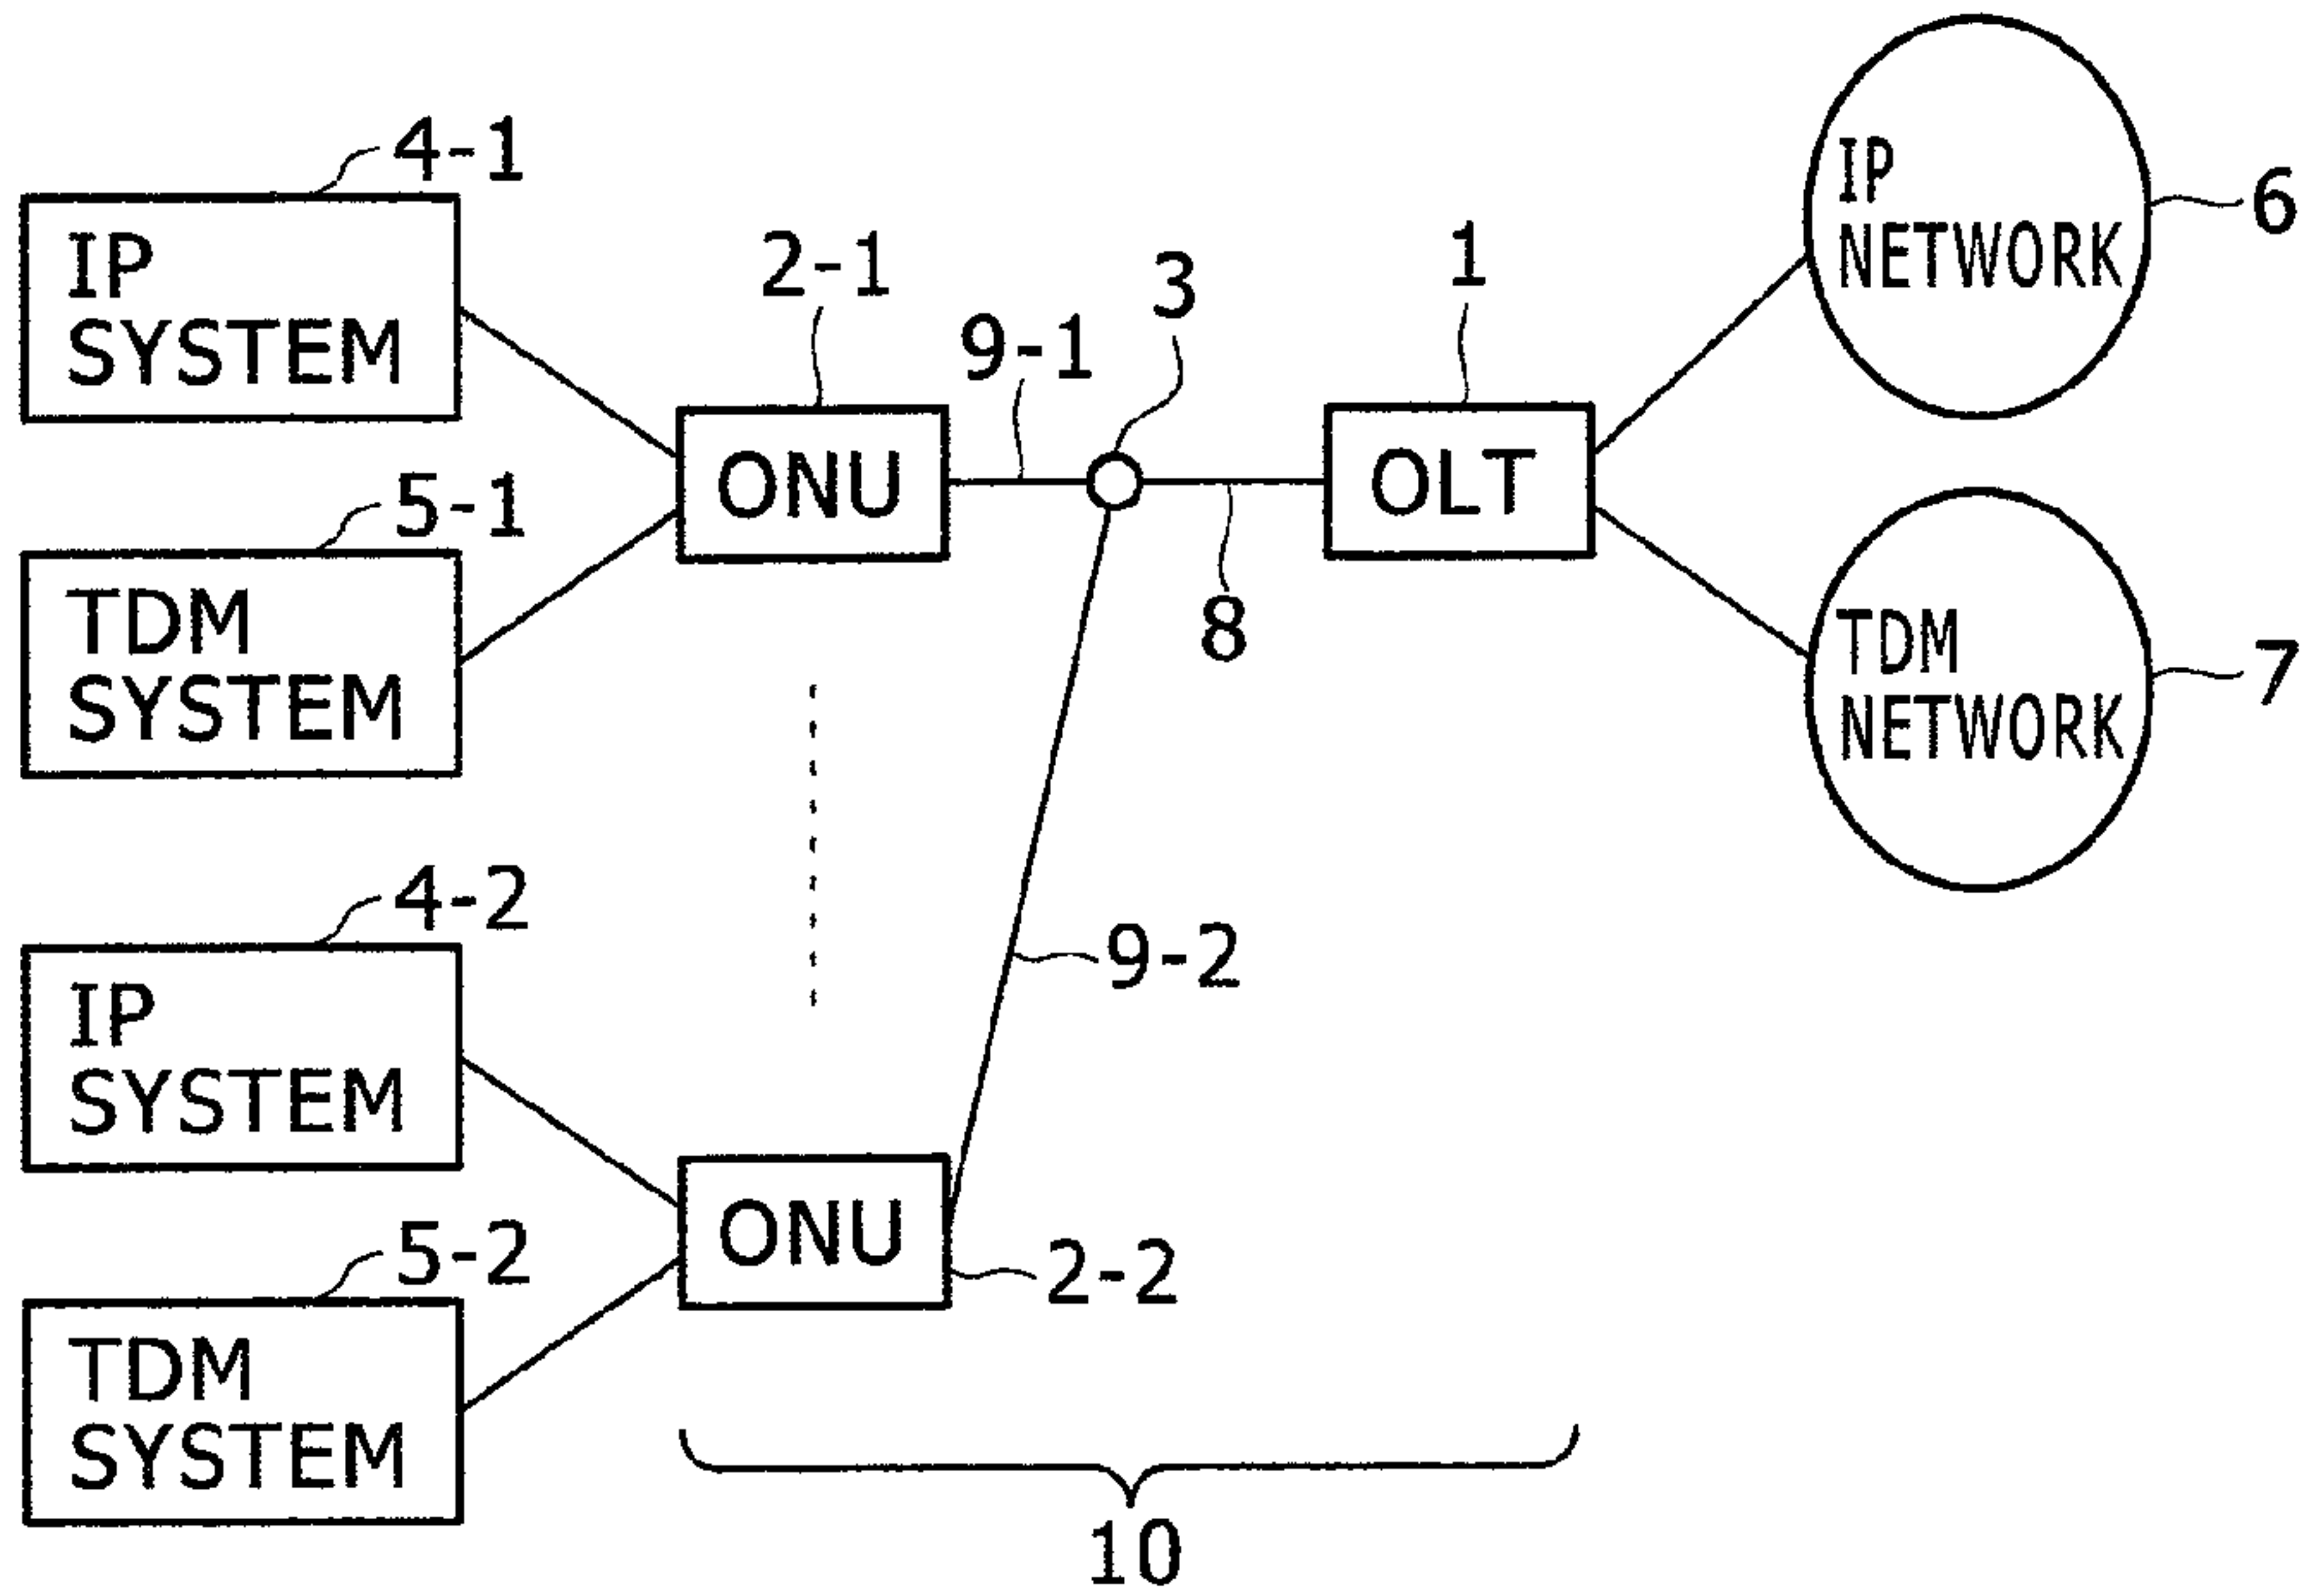 4-1
IP
SYSTEM
5-1
TDM
SYSTEM
2-1
ONU
9-1
3
1
OLT
8
IP
NETWORK
6
TDM
NETWORK
7
4-2
IP
SYSTEM
5-2
TDM
SYSTEM
ONU
2-2
9-2
10